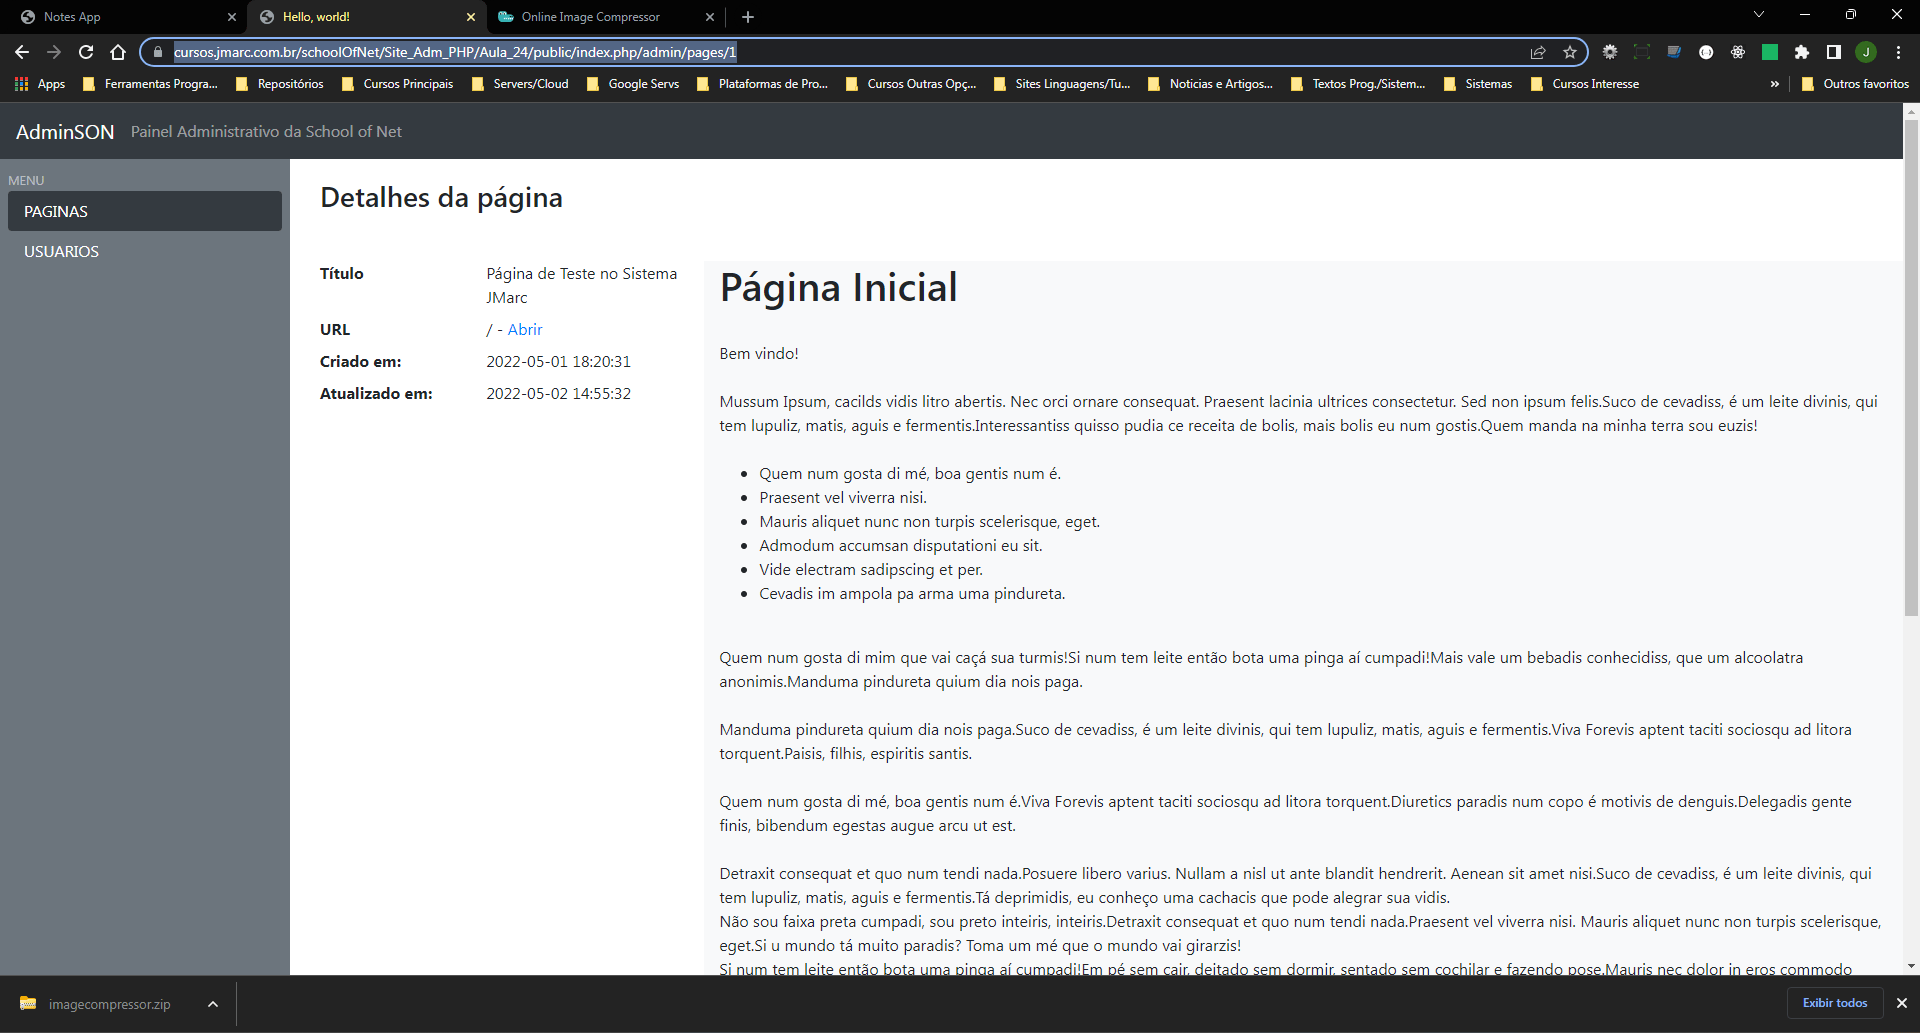 Notes App
Hello, world!
Online Image Compressor
cursos.jmarc.com.br/schoolOfNet/Site_Adm_PHP/Aula_24/public/index.php/admin/pages/1
J
Apps
Ferramentas Progra...
Repositórios
Cursos Principais
Servers/Cloud
Google Servs
Plataformas de Pro...
Cursos Outras Opç...
Sites Linguagens/Tu...
Noticias e Artigos...
Textos Prog./Sistem...
Sistemas
Cursos Interesse
»
Outros favoritos
AdminSON Painel Administrativo da School of Net
MENU
PAGINAS
USUARIOS
Detalhes da página
Título
Página de Teste no Sistema
JMarc
URL
/ - Abrir
Criado em:
2022-05-01 18:20:31
Atualizado em:
2022-05-02 14:55:32
Página Inicial
Bem vindo!
Mussum Ipsum, cacilds vidis litro abertis. Nec orci ornare consequat. Praesent lacinia ultrices consectetur. Sed non ipsum felis.Suco de cevadiss, é um leite divinis, qui
tem lupuliz, matis, aguis e fermentis.Interessantiss quisso pudia ce receita de bolis, mais bolis eu num gostis.Quem manda na minha terra sou euzis!
• Quem num gosta di mé, boa gentis num é.
• Praesent vel viverra nisi.
• Mauris aliquet nunc non turpis scelerisque, eget.
• Admodum accumsan disputationi eu sit.
• Vide electram sadipscing et per.
• Cevadis im ampola pa arma uma pindureta.
Quem num gosta di mim que vai caçá sua turmis!Si num tem leite então bota uma pinga aí cumpadi!Mais vale um bebadis conhecidiss, que um alcoolatra
anonimis.Manduma pindureta quium dia nois paga.
Manduma pindureta quium dia nois paga.Suco de cevadiss, é um leite divinis, qui tem lupuliz, matis, aguis e fermentis.Viva Forevis aptent taciti sociosqu ad litora
torquent.Paisis, filhis, espiritis santis.
Quem num gosta di mé, boa gentis num é.Viva Forevis aptent taciti sociosqu ad litora torquent.Diuretics paradis num copo é motivis de denguis.Delegadis gente
finis, bibendum egestas augue arcu ut est.
Detraxit consequat et quo num tendi nada.Posuere libero varius. Nullam a nisl ut ante blandit hendrerit. Aenean sit amet nisi.Suco de cevadiss, é um leite divinis, qui
tem lupuliz, matis, aguis e fermentis.Tá deprimidis, eu conheço uma cachacis que pode alegrar sua vidis.
Não sou faixa preta cumpadi, sou preto inteiris, inteiris.Detraxit consequat et quo num tendi nada.Praesent vel viverra nisi. Mauris aliquet nunc non turpis scelerisque,
eget.Si u mundo tá muito paradis? Toma um mé que o mundo vai girarzis!
Si num tem leite então bota uma pinga aí cumpadi!Em pé sem cair, deitado sem dormir, sentado sem cochilar e fazendo pose.Mauris nec dolor in eros commodo
imagecompressor.zip
Exibir todos